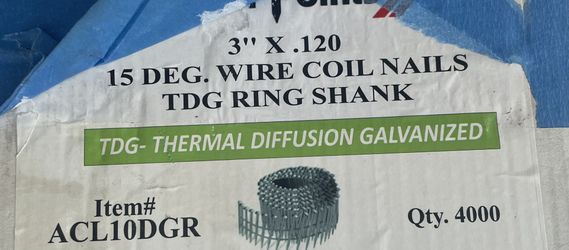 3" X .120
15 DEG. WIRE COIL NAILS
TDG RING SHANK
TDG- THERMAL DIFFUSION GALVANIZED
Item#
ACL10DGR
Qty. 4000